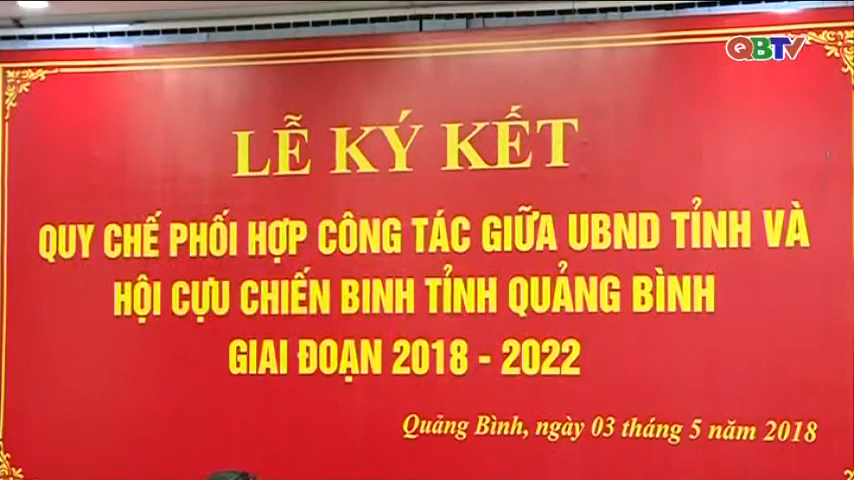 QBTV
LỄ KÝ KẾT
QUY CHẾ PHỐI HỢP CÔNG TÁC GIỮA UBND TỈNH VÀ
HỘI CỰU CHIẾN BINH TỈNH QUẢNG BÌNH
GIAI ĐOẠN 2018 - 2022
Quảng Bình, ngày 03 tháng 5 năm 2018